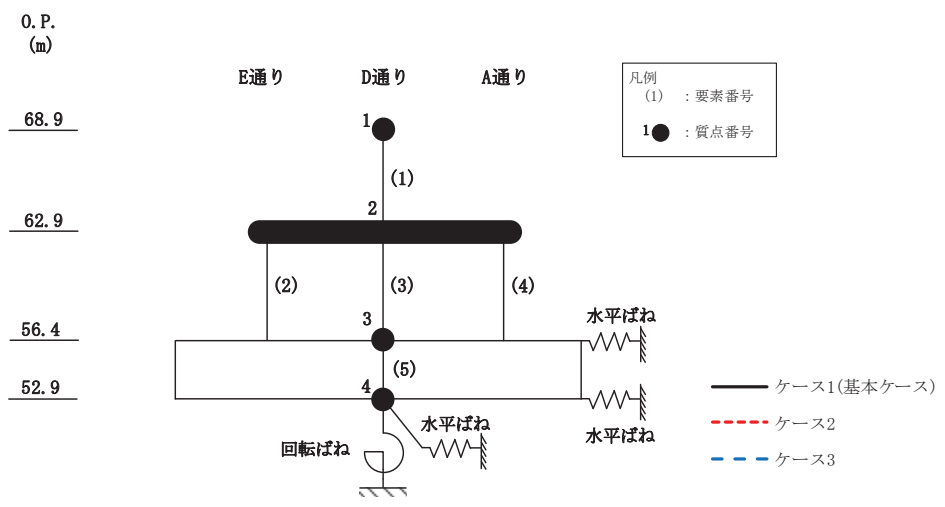 O.P.
(m)
E通り
D通り
A通り
凡例
(1) ：要素番号
1 ：質点番号
68.9
1
(1)
62.9
2
(2)
(3)
(4)
56.4
3
水平ばね
(5)
52.9
4
水平ばね
水平ばね
回転ばね
ケース1(基本ケース)
ケース2
ケース3